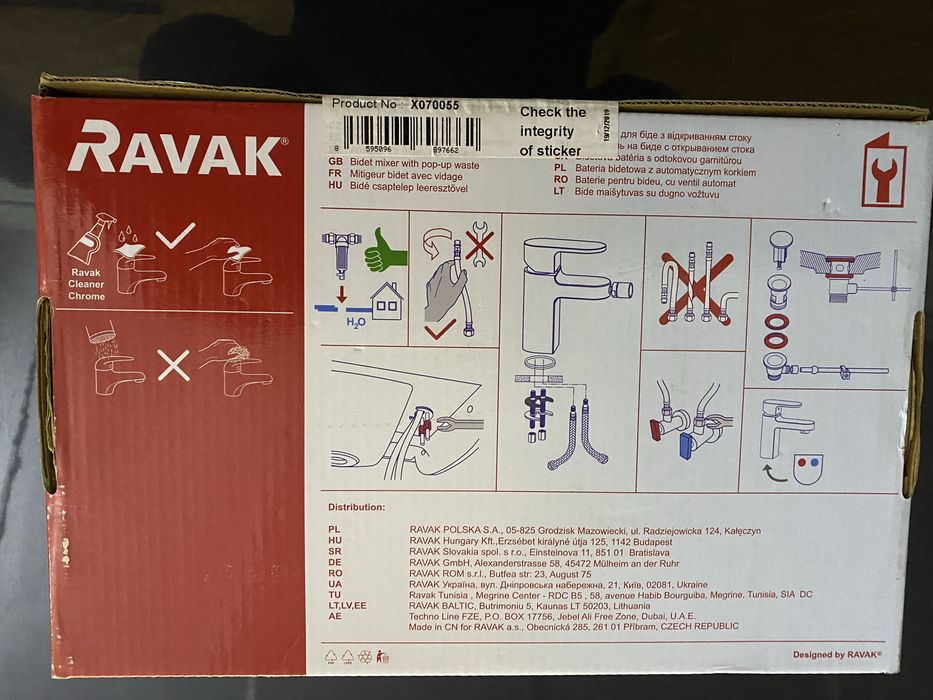 Product No : X070055
8 595096 897662
Check the
integrity
of sticker
19/12/2019
RAVAK®
для біде з відкриванням стоку
на биде с открыванием стока
batéria s odtokovou garnitúrou
GB Bidet mixer with pop-up waste
FR Mitigeur bidet avec vidage
HU Bidé csaptelep leeresztővel
PL Bateria bidetowa z automatycznym korkiem
RO Baterie pentru bideu, cu ventil automat
LT Bide maišytuvas su dugno vožtuvu
Ravak
Cleaner
Chrome
H2O
Distribution:
PL RAVAK POLSKA S.A., 05-825 Grodzisk Mazowiecki, ul. Radziejowicka 124, Kałęczyn
HU RAVAK Hungary Kft.,Erzsébet királyné útja 125, 1142 Budapest
SR RAVAK Slovakia spol. s r.o., Einsteinova 11, 851 01 Bratislava
DE RAVAK GmbH, Alexanderstrasse 58, 45472 Mülheim an der Ruhr
RO RAVAK ROM s.r.l., Butfea str: 23, August 75
UA RAVAK Україна, вул. Дніпровська набережна, 21, Київ, 02081, Ukraine
TU Ravak Tunisia , Megrine Center - RDC B5 , 58, avenue Habib Bourguiba, Megrine, Tunisia, SIA DC
LT,LV,EE RAVAK BALTIC, Butrimoniu 5, Kaunas LT 50203, Lithuania
AE Techno Line FZE, P.O. BOX 17756, Jebel Ali Free Zone, Dubai, U.A.E.
Made in CN for RAVAK a.s., Obecnická 285, 261 01 Příbram, CZECH REPUBLIC
Designed by RAVAK®